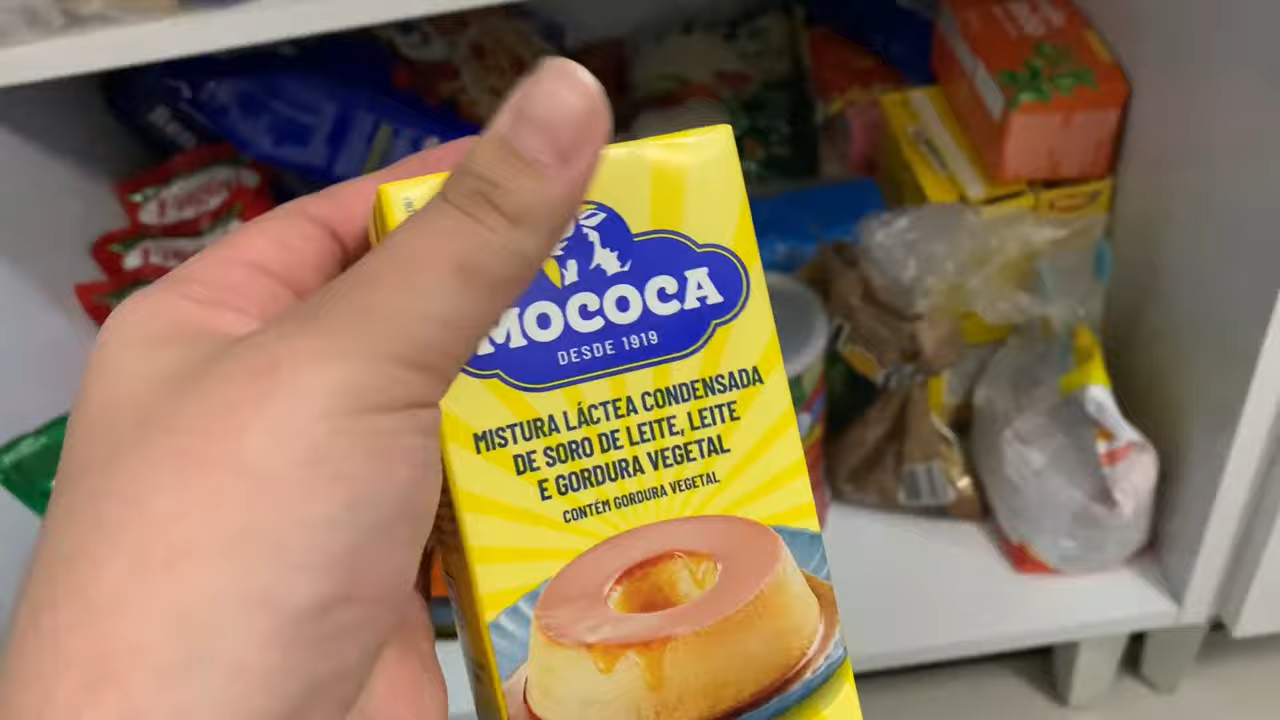 MOCOCA
DESDE 1919
MISTURA LÁCTEA CONDENSADA
DE SORO DE LEITE, LEITE
E GORDURA VEGETAL
CONTÉM GORDURA VEGETAL